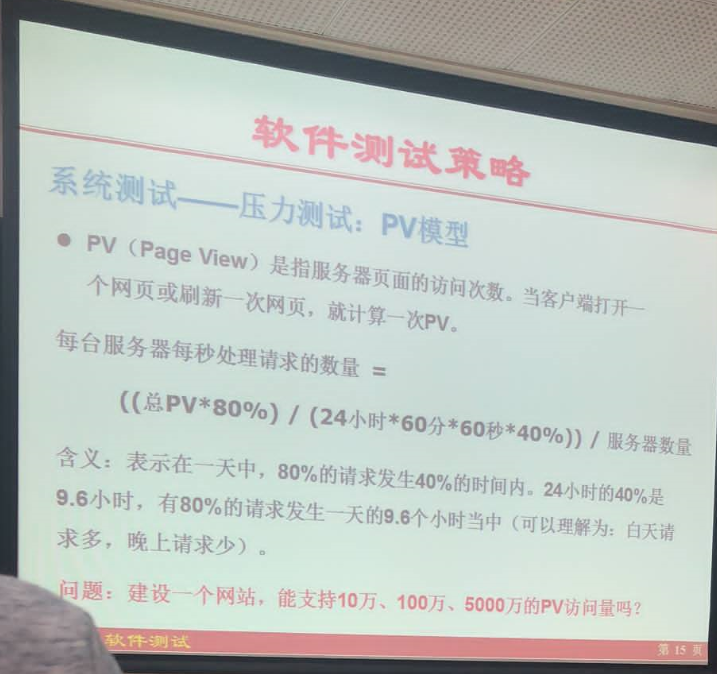 软件测试策略
系统测试——压力测试：PV模型
● PV（Page View）是指服务器页面的访问次数。当客户端打开一
个网页或刷新一次网页，就计算一次PV。
每台服务器每秒处理请求的数量 =
((总PV*80%) / (24小时*60分*60秒*40%)) / 服务器数量
含义：表示在一天中，80%的请求发生40%的时间内。24小时的40%是
9.6小时，有80%的请求发生一天的9.6个小时当中（可以理解为：白天请
求多，晚上请求少）。
问题：建设一个网站，能支持10万、100万、5000万的PV访问量吗？
软件测试
第 15 页